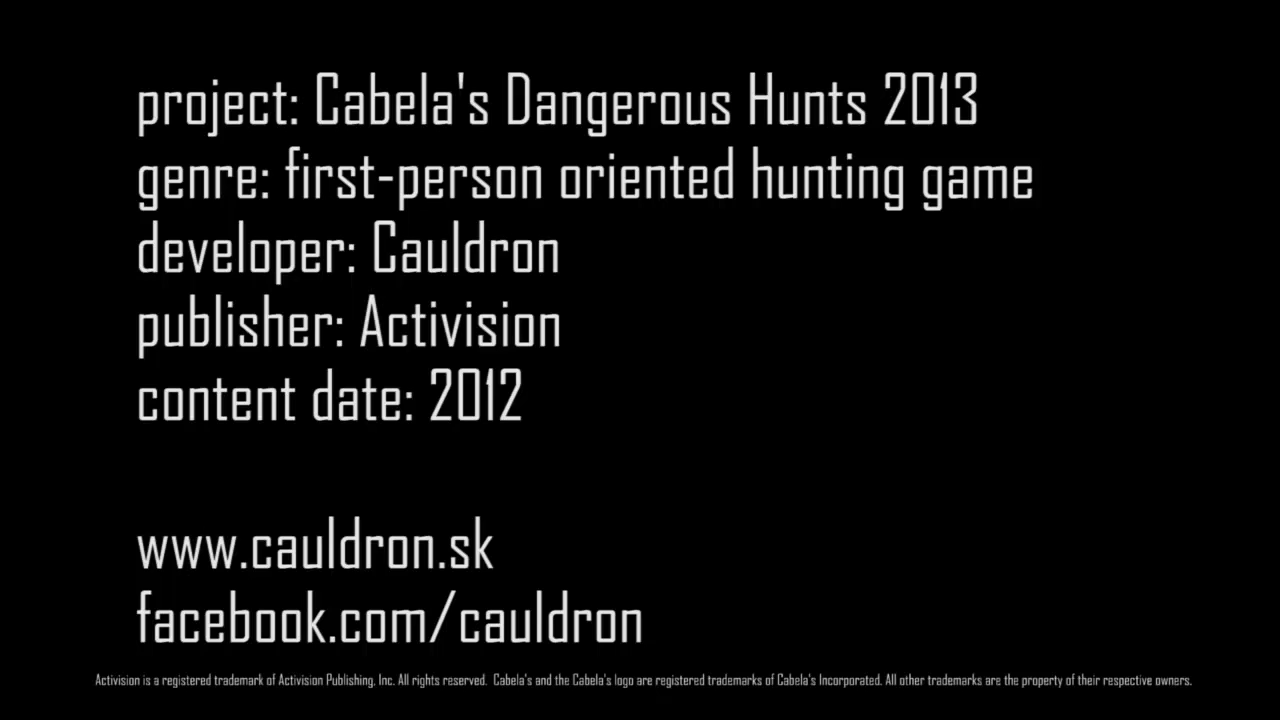 project: Cabela's Dangerous Hunts 2013
genre: first-person oriented hunting game
developer: Cauldron
publisher: Activision
content date: 2012
www.cauldron.sk
facebook.com/cauldron
Activision is a registered trademark of Activision Publishing, Inc. All rights reserved.  Cabela's and the Cabela's logo are registered trademarks of Cabela's Incorporated. All other trademarks are the property of their respective owners.